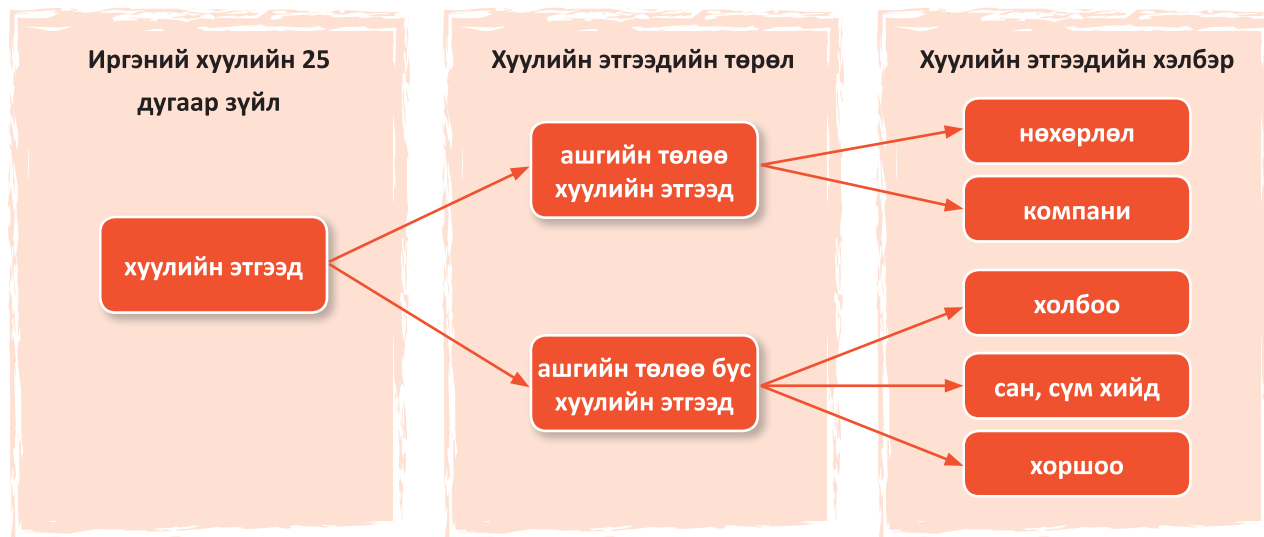 Иргэний хуулийн 25
дугаар зүйл
хуулийн этгээд
Хуулийн этгээдийн төрөл
ашгийн төлөө
хуулийн этгээд
ашгийн төлөө бус
хуулийн этгээд
Хуулийн этгээдийн хэлбэр
нөхөрлөл
компани
холбоо
сан, сүм хийд
хоршоо